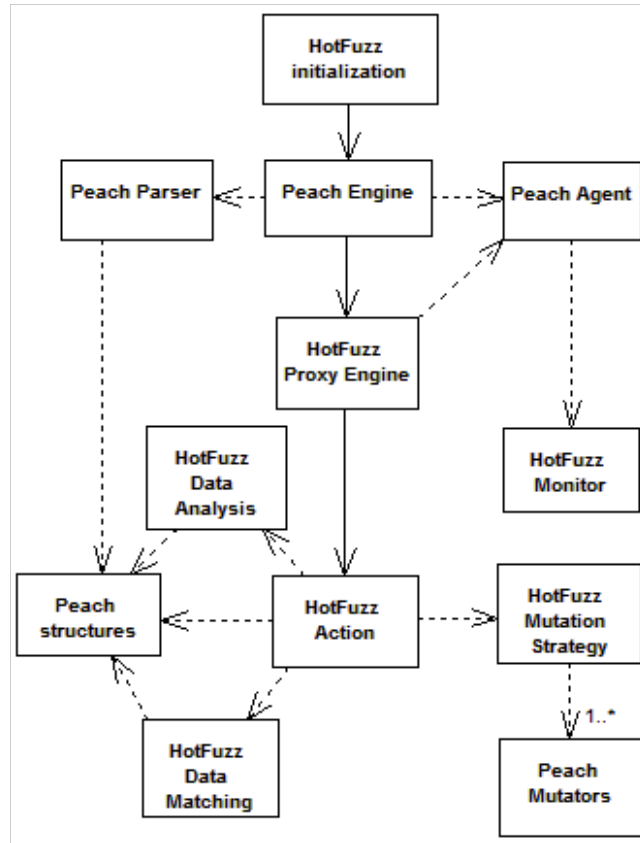 HotFuzz
initialization
Peach Parser
Peach Engine
Peach Agent
HotFuzz
Proxy Engine
HotFuzz
Data
Analysis
HotFuzz
Monitor
Peach
structures
HotFuzz
Action
HotFuzz
Mutation
Strategy
1..*
HotFuzz
Data
Matching
Peach
Mutators